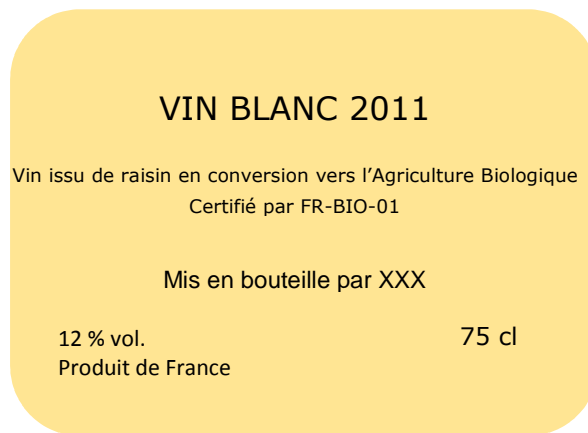 VIN BLANC 2011
Vin issu de raisin en conversion vers l’Agriculture Biologique
Certifié par FR-BIO-01
Mis en bouteille par XXX
12 % vol.
75 cl
Produit de France